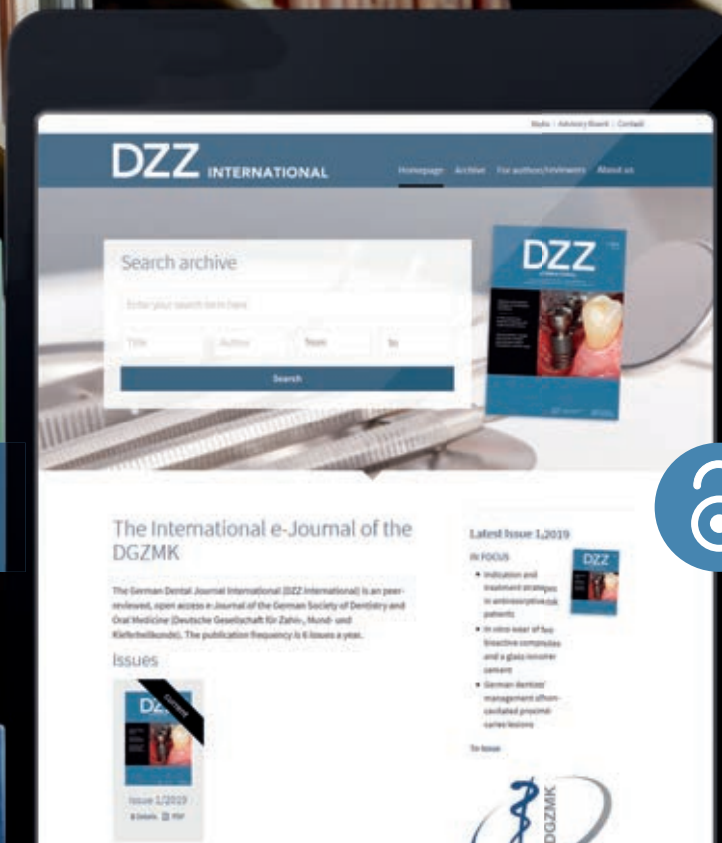 Advisory Board | Contact
DZZ INTERNATIONAL
Homepage Archive For author/reviewers About us
Search archive
Enter your search term here
Title Author from to
Search
DZZ
INTERNATIONAL
The International e-Journal of the
DGZMK
The German Dental Journal International (DZZ International) is an peer-
reviewed, open access e-Journal of the German Society of Dentistry and
Oral Medicine (Deutsche Gesellschaft für Zahn-, Mund- und
Kieferheilkunde). The publication frequency is 6 issues a year.
Issues
current
DZZ
Issue 1/2019
Details PDF
Latest Issue 1,2019
IN FOCUS
DZZ
Indication and
treatment strategies
in antiresorptive risk
patients
In vitro wear of two
bioactive composites
and a glass ionomer
cement
German dentists'
management of non-
cavitated proximal
caries lesions
To Issue
DGZMK